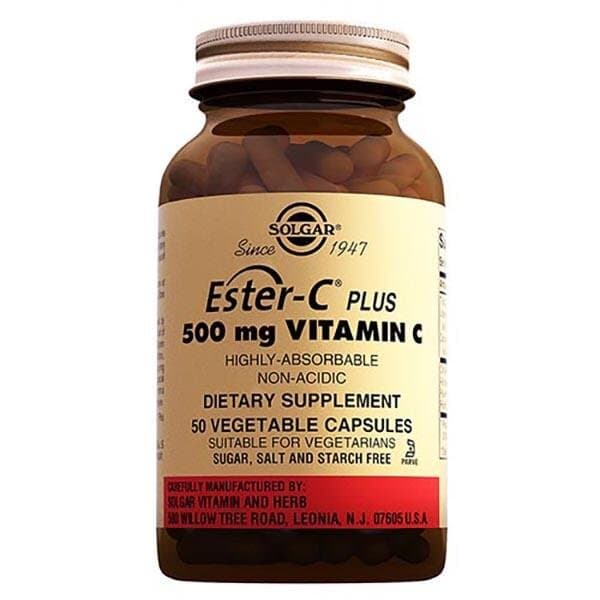 SOLGAR®
Since 1947
Ester-C® PLUS
500 mg VITAMIN C
HIGHLY-ABSORBABLE
NON-ACIDIC
DIETARY SUPPLEMENT
50 VEGETABLE CAPSULES
SUITABLE FOR VEGETARIANS
SUGAR, SALT AND STARCH FREE
PARVE
CAREFULLY MANUFACTURED BY:
SOLGAR VITAMIN AND HERB
500 WILLOW TREE ROAD, LEONIA, N.J. 07605 U.S.A.